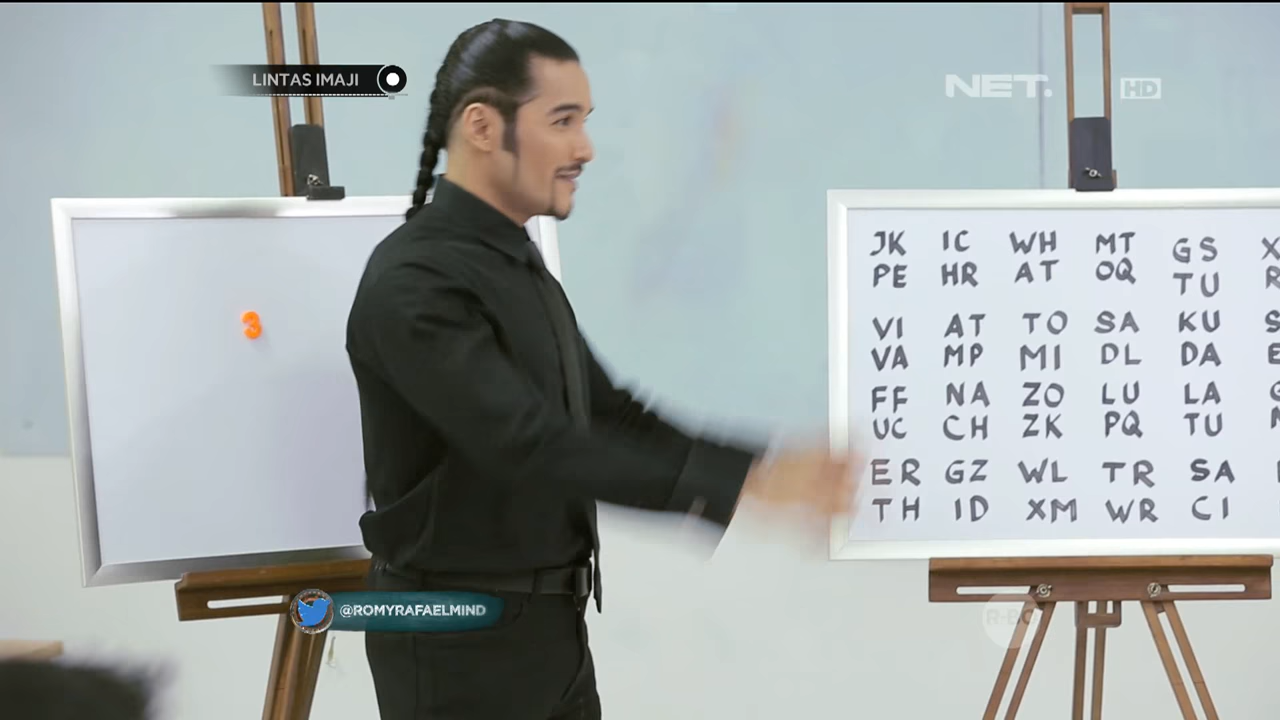 LINTAS IMAJI
NET.
HD
3
JK IC WH MT GS X
PE HR AT OQ TU R
VI AT TO SA KU S
VA MP MI DL DA E
FF NA ZO LU LA
UC CH ZK PQ TU
ER GZ WL TR SA
TH ID XM WR CI
@ROMYRAFAELMIND
R-BO